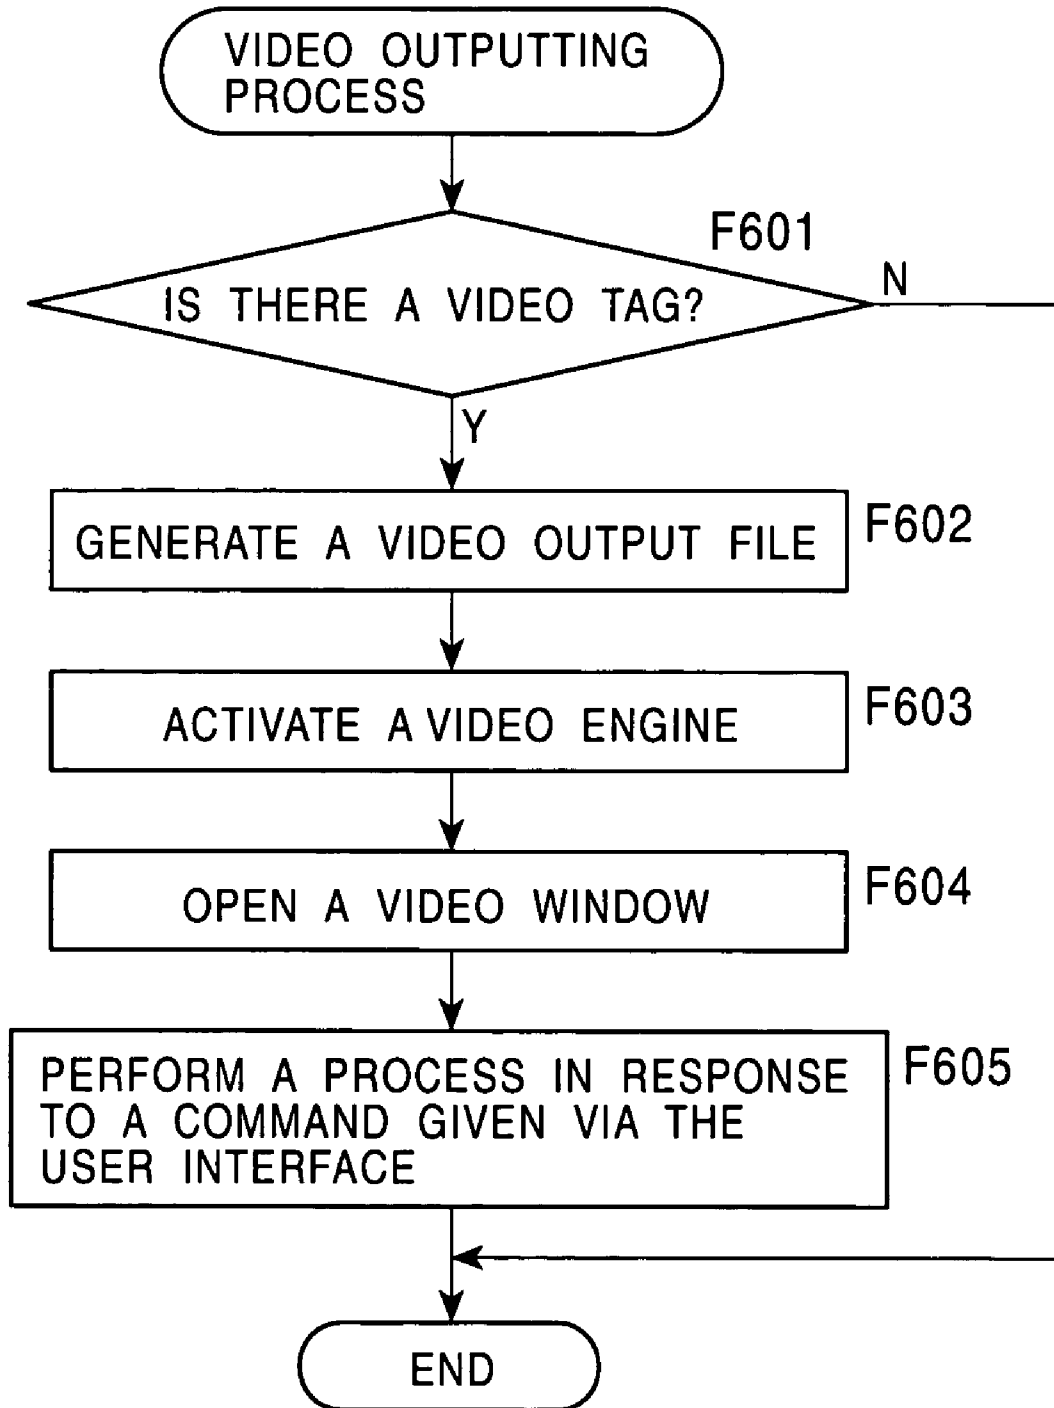 VIDEO OUTPUTTING
PROCESS
F601
IS THERE A VIDEO TAG?
N
Y
GENERATE A VIDEO OUTPUT FILE
F602
ACTIVATE A VIDEO ENGINE
F603
OPEN A VIDEO WINDOW
F604
PERFORM A PROCESS IN RESPONSE
TO A COMMAND GIVEN VIA THE
USER INTERFACE
F605
END